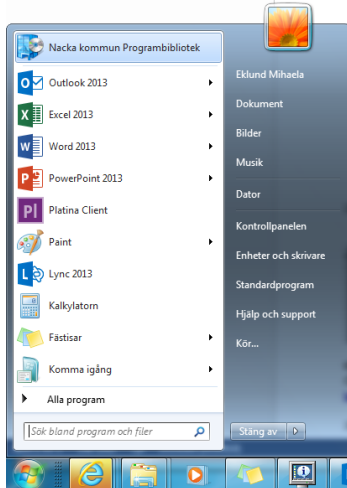 Nacka kommun Programbibliotek
Outlook 2013
Excel 2013
Word 2013
PowerPoint 2013
Platina Client
Paint
Lync 2013
Kalkylatorn
Fästisar
Komma igång
Alla program
Sök bland program och filer
Eklund Mihaela
Dokument
Bilder
Musik
Dator
Kontrollpanelen
Enheter och skrivare
Standardprogram
Hjälp och support
Kör...
Stäng av